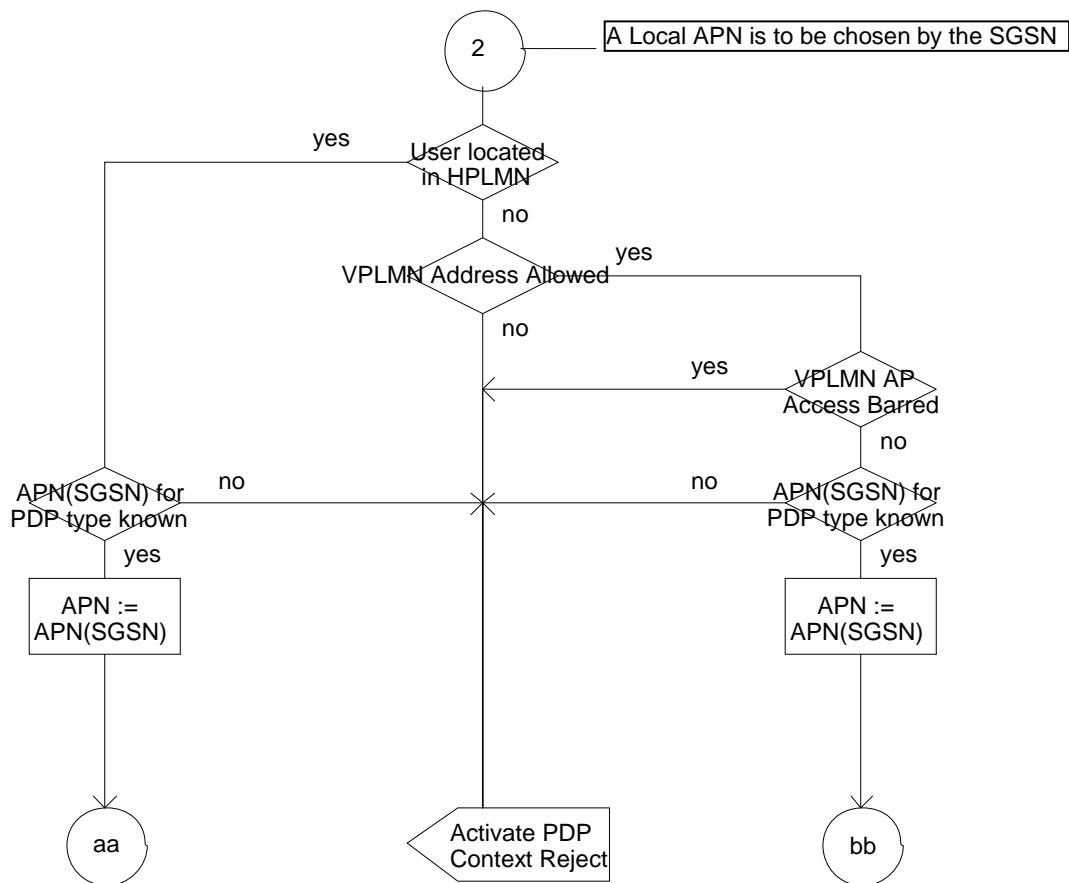 2
A Local APN is to be chosen by the SGSN
yes
User located
in HPLMN
no
VPLMN Address Allowed
yes
no
yes
VPLMN AP
Access Barred
no
APN(SGSN) for
PDP type known
no
no
APN(SGSN) for
PDP type known
yes
yes
APN :=
APN(SGSN)
APN :=
APN(SGSN)
aa
Activate PDP
Context Reject
bb